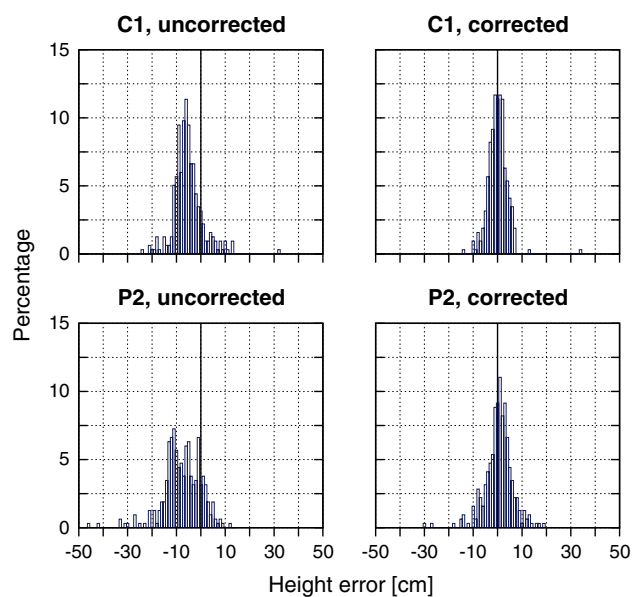 C1, uncorrected
C1, corrected
15
10
5
0
P2, uncorrected
P2, corrected
15
10
5
0
-50 -30 -10 10 30 50
-50 -30 -10 10 30 50
Percentage
Height error [cm]